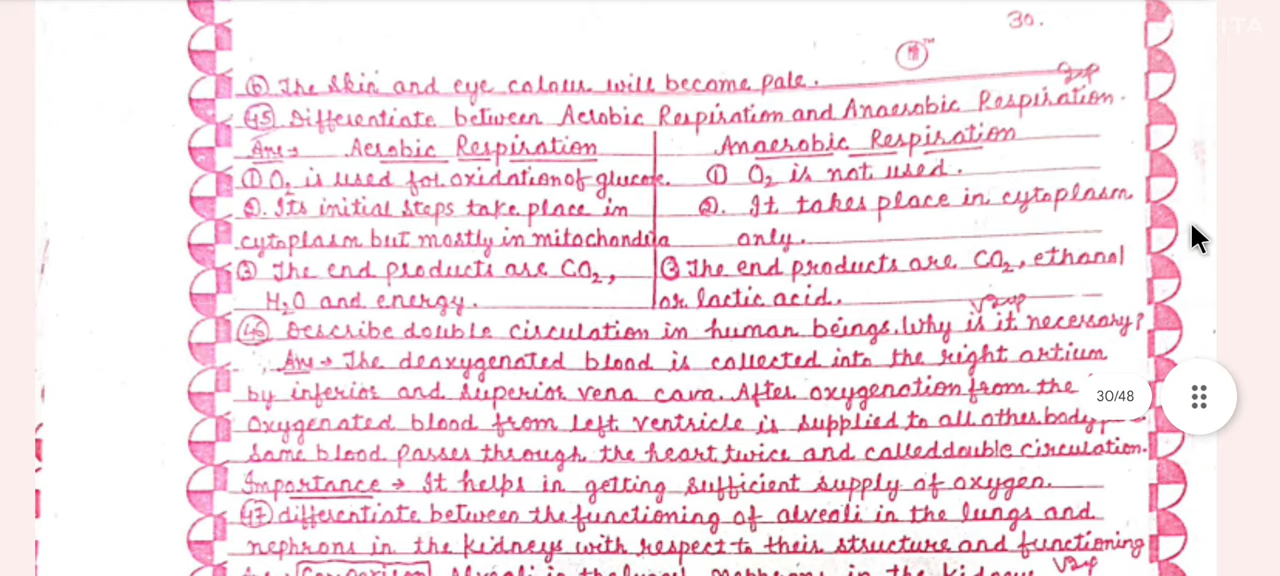 30.
⑥ The skin and eye colour will become pale.
Imp
㊺ Differentiate between Aerobic Respiration and Anaerobic Respiration.
Ans→ Aerobic Respiration Anaerobic Respiration
① O₂ is used for oxidation of glucose. ① O₂ is not used.
②. Its initial steps take place in ②. It takes place in cytoplasm
cytoplasm but mostly in mitochondria only.
③ The end products are CO₂, ③ The end products are CO₂, ethanol
H₂O and energy. or lactic acid.
㊻ Describe double circulation in human beings. Why is it necessary?
Ans → The deoxygenated blood is collected into the right artium
by inferior and superior vena cava. After oxygenation from the
30/48
Oxygenated blood from left ventricle is supplied to all other body
Same blood passes through the heart twice and called double circulation.
Importance → It helps in getting sufficient supply of oxygen.
㊼ differentiate between the functioning of alveoli in the lungs and
nephrons in the kidneys with respect to their structure and functioning